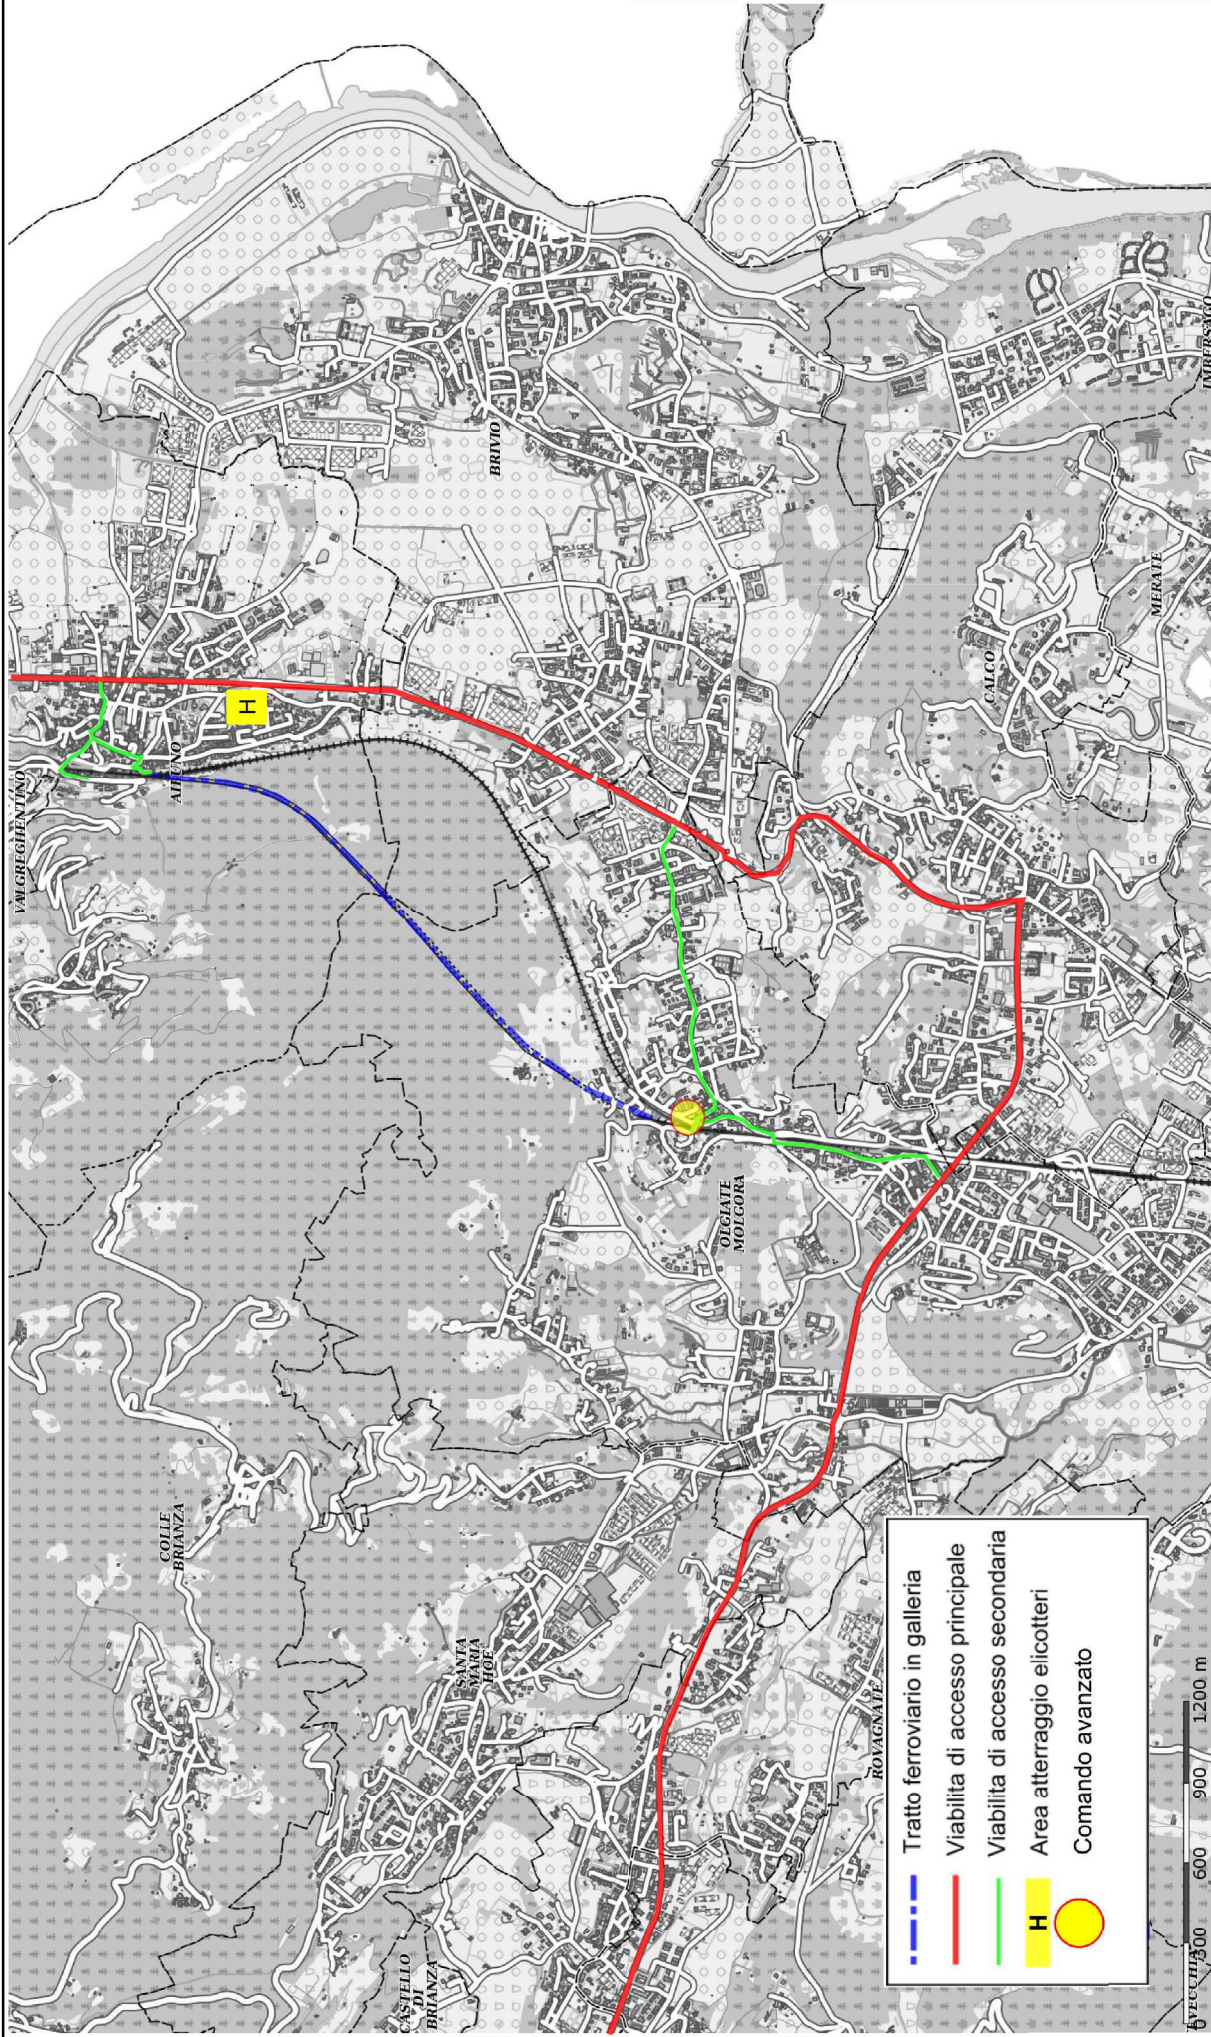 VALGREGHENTINO
AIRUNO
H
BRIVIO
COLLE
BRIANZA
OLGIATE
MOLGORA
CALCO
MERATE
IMBERSAGO
SANTA
MARIA
HOE
CASTELLO
DI
BRIANZA
ROVAGNATE
Tratto ferroviario in galleria
Viabilita di accesso principale
Viabilita di accesso secondaria
H
Area atterraggio elicotteri
Comando avanzato
0 300 600 900 1200 m